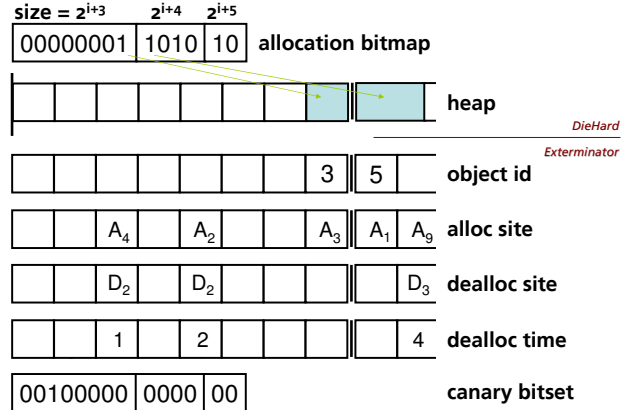 size = 2^i+3 2^i+4 2^i+5
00000001 1010 10 allocation bitmap
heap
DieHard
Exterminator
3 5 object id
A4 A2 A3 A1 A9 alloc site
D2 D2 D3 dealloc site
1 2 4 dealloc time
00100000 0000 00 canary bitset